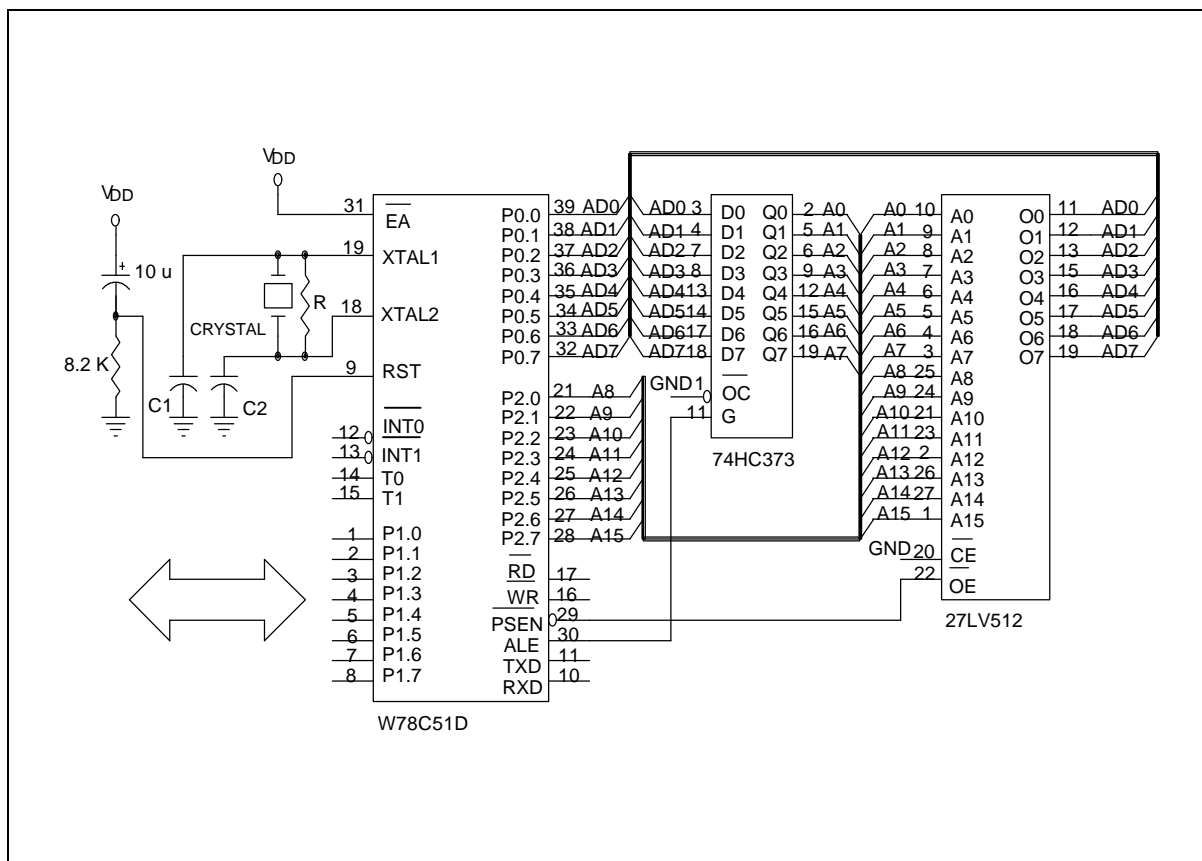 VDD
VDD
10 u
8.2 K
C1
C2
CRYSTAL
R
31 EA
19 XTAL1
18 XTAL2
9 RST
12 INT0
13 INT1
14 T0
15 T1
1 P1.0
2 P1.1
3 P1.2
4 P1.3
5 P1.4
6 P1.5
7 P1.6
8 P1.7
P0.0 39 AD0
P0.1 38 AD1
P0.2 37 AD2
P0.3 36 AD3
P0.4 35 AD4
P0.5 34 AD5
P0.6 33 AD6
P0.7 32 AD7
P2.0 21 A8
P2.1 22 A9
P2.2 23 A10
P2.3 24 A11
P2.4 25 A12
P2.5 26 A13
P2.6 27 A14
P2.7 28 A15
RD 17
WR 16
PSEN 29
ALE 30
TXD 11
RXD 10
W78C51D
AD0 3 D0 Q0 2 A0
AD1 4 D1 Q1 5 A1
AD2 7 D2 Q2 6 A2
AD3 8 D3 Q3 9 A3
AD4 13 D4 Q4 12 A4
AD5 14 D5 Q5 15 A5
AD6 17 D6 Q6 16 A6
AD7 18 D7 Q7 19 A7
GND 1 OC
11 G
74HC373
A0 10 A0 O0 11 AD0
A1 9 A1 O1 12 AD1
A2 8 A2 O2 13 AD2
A3 7 A3 O3 15 AD3
A4 6 A4 O4 16 AD4
A5 5 A5 O5 17 AD5
A6 4 A6 O6 18 AD6
A7 3 A7 O7 19 AD7
A8 25 A8
A9 24 A9
A10 21 A10
A11 23 A11
A12 2 A12
A13 26 A13
A14 27 A14
A15 1 A15
GND 20 CE
22 OE
27LV512